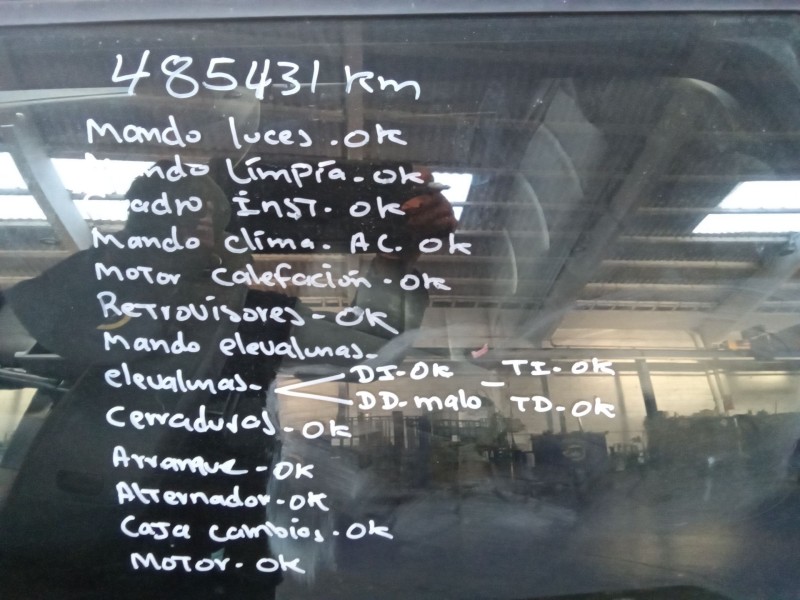 485431 km
Mando luces. OK
Mando Limpia. OK
Cuadro INST. OK
Mando clima. AC. OK
Motor calefacion. OK
Retrovisores. OK
Mando elevalunas.
elevalunas. DI. OK – TI. OK
DD. malo TD. OK
Cerraduras. OK
Arranque. OK
Alternador. OK
Caja cambios. OK
Motor. OK